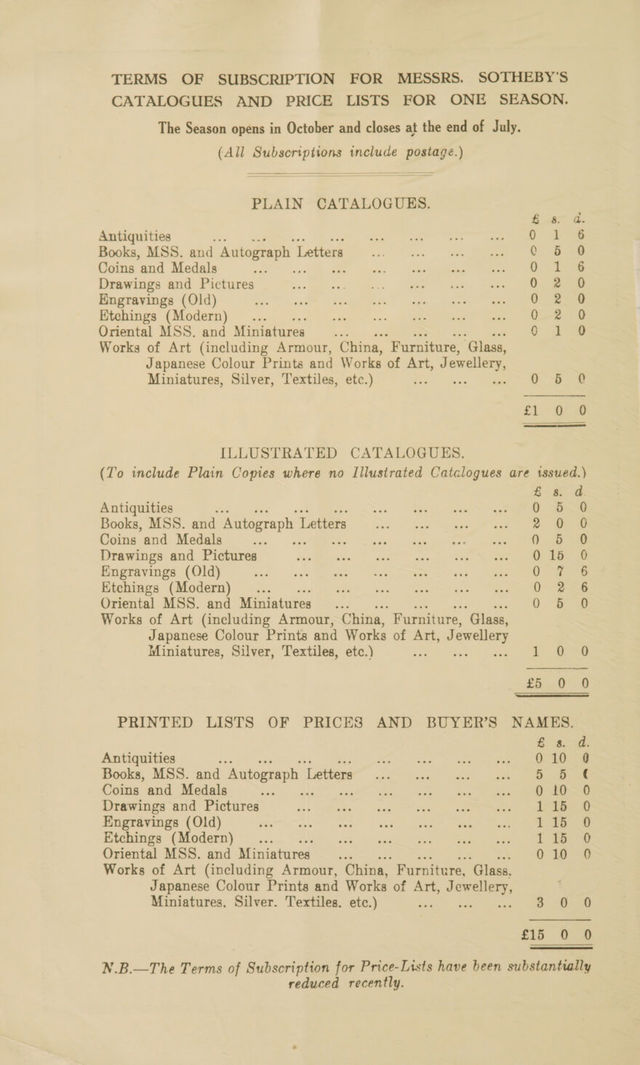 TERMS OF SUBSCRIPTION FOR MESSRS. SOTHEBY'S
CATALOGUES AND PRICE LISTS FOR ONE SEASON.
The Season opens in October and closes at the end of July.
(All Subscriptions include postage.)
PLAIN CATALOGUES.
£ s. d.
Antiquities ... ... ... ... ... ... ... ... 0 1 6
Books, MSS. and Autograph Letters ... ... ... ... 0 5 0
Coins and Medals ... ... ... ... ... ... ... 0 1 6
Drawings and Pictures ... ... ... ... ... ... 0 2 0
Engravings (Old) ... ... ... ... ... ... ... 0 2 0
Etchings (Modern) ... ... ... ... ... ... ... 0 2 0
Oriental MSS. and Miniatures ... ... ... ... ... 0 1 0
Works of Art (including Armour, China, Furniture, Glass,
Japanese Colour Prints and Works of Art, Jewellery,
Miniatures, Silver, Textiles, etc.) ... ... ... 0 5 0
£1 0 0
ILLUSTRATED CATALOGUES.
(To include Plain Copies where no Illustrated Catalogues are issued.)
£ s. d
Antiquities ... ... ... ... ... ... ... ... 0 5 0
Books, MSS. and Autograph Letters ... ... ... ... 2 0 0
Coins and Medals ... ... ... ... ... ... ... 0 5 0
Drawings and Pictures ... ... ... ... ... ... 0 15 0
Engravings (Old) ... ... ... ... ... ... ... 0 7 6
Etchings (Modern) ... ... ... ... ... ... ... 0 2 6
Oriental MSS. and Miniatures ... ... ... ... ... 0 5 0
Works of Art (including Armour, China, Furniture, Glass,
Japanese Colour Prints and Works of Art, Jewellery
Miniatures, Silver, Textiles, etc.) ... ... ... 1 0 0
£5 0 0
PRINTED LISTS OF PRICES AND BUYER'S NAMES.
£ s. d.
Antiquities ... ... ... ... ... ... ... ... 0 10 0
Books, MSS. and Autograph Letters ... ... ... ... 5 5
Coins and Medals ... ... ... ... ... ... ... 0 10 0
Drawings and Pictures ... ... ... ... ... ... 1 15 0
Engravings (Old) ... ... ... ... ... ... ... 1 15 0
Etchings (Modern) ... ... ... ... ... ... ... 1 15 0
Oriental MSS. and Miniatures ... ... ... ... ... 0 10 0
Works of Art (including Armour, China, Furniture, Glass,
Japanese Colour Prints and Works of Art, Jewellery,
Miniatures, Silver. Textiles. etc.) ... ... ... 3 0 0
£15 0 0
N.B.—The Terms of Subscription for Price-Lists have been substantially
reduced recently.